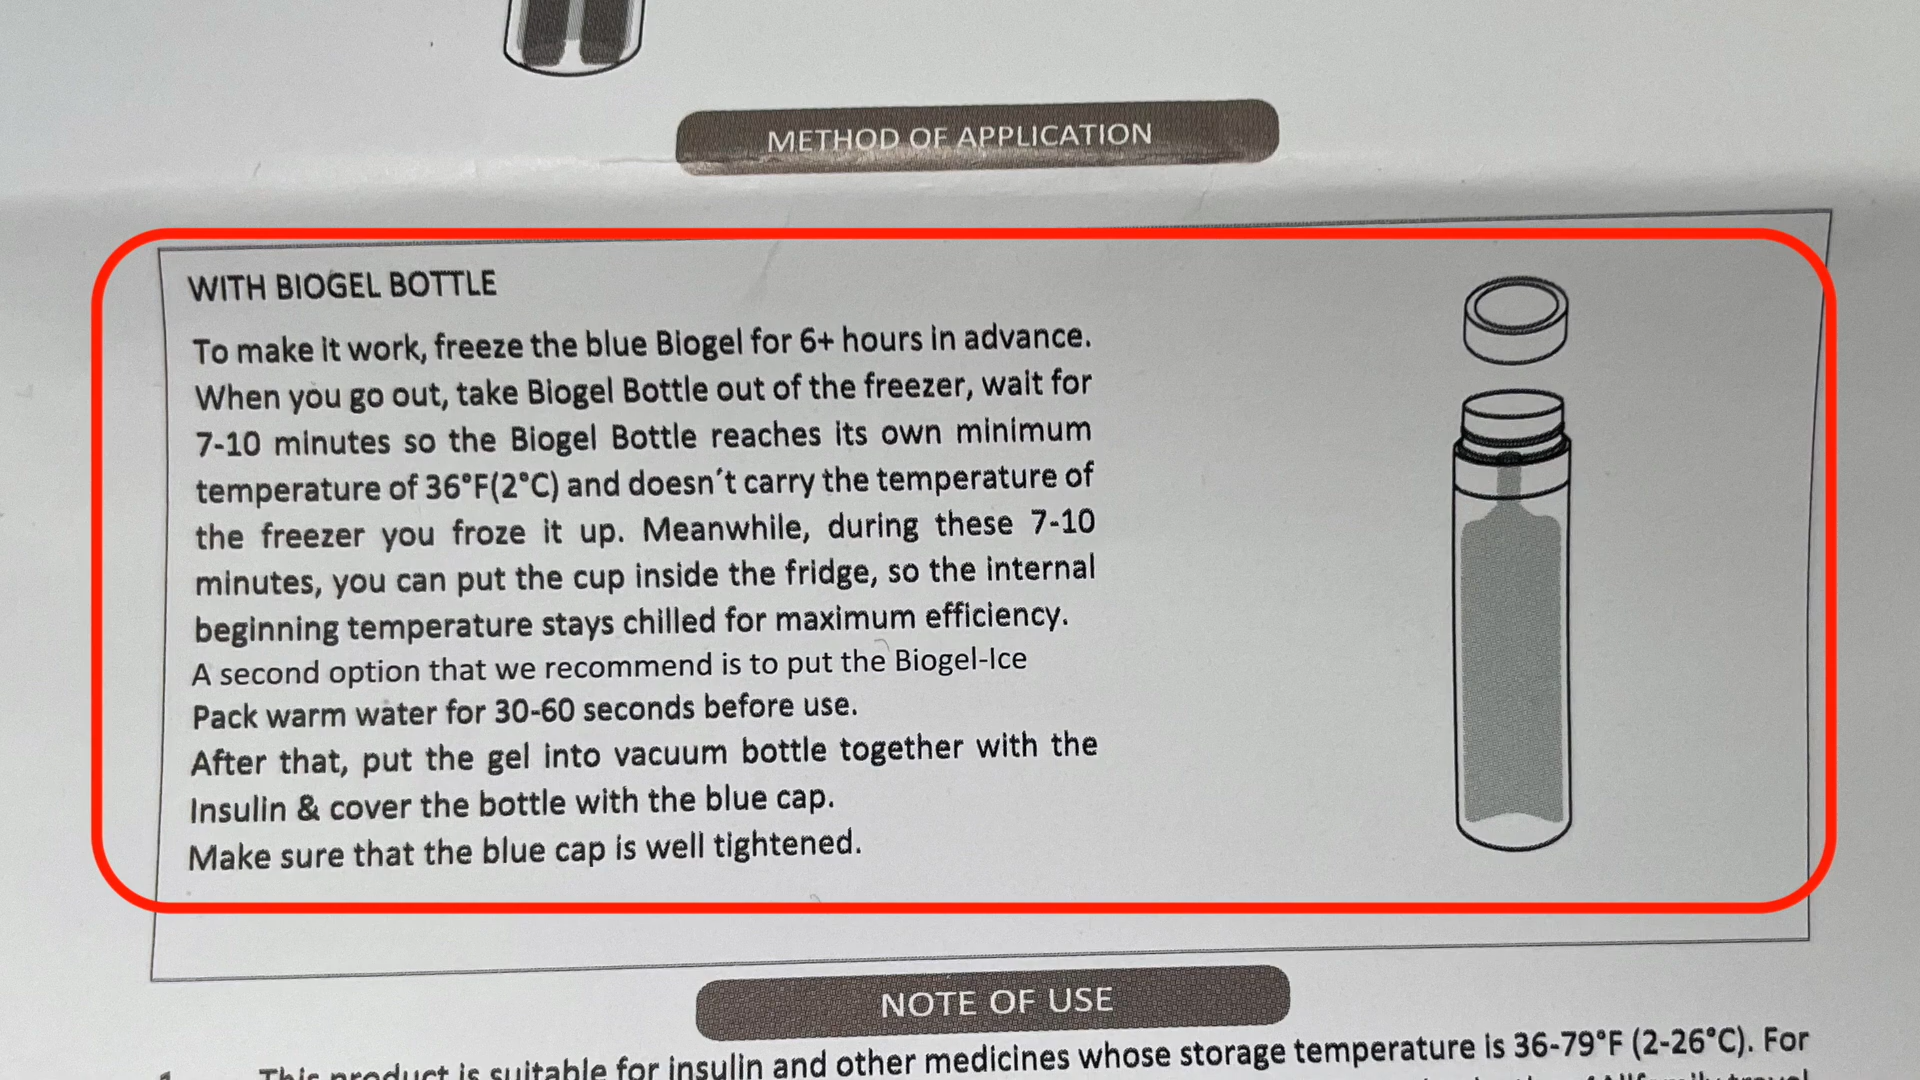 METHOD OF APPLICATION
WITH BIOGEL BOTTLE
To make it work, freeze the blue Biogel for 6+ hours in advance.
When you go out, take Biogel Bottle out of the freezer, wait for
7-10 minutes so the Biogel Bottle reaches its own minimum
temperature of 36°F(2°C) and doesn´t carry the temperature of
the freezer you froze it up. Meanwhile, during these 7-10
minutes, you can put the cup inside the fridge, so the internal
beginning temperature stays chilled for maximum efficiency.
A second option that we recommend is to put the Biogel-Ice
Pack warm water for 30-60 seconds before use.
After that, put the gel into vacuum bottle together with the
Insulin & cover the bottle with the blue cap.
Make sure that the blue cap is well tightened.
NOTE OF USE
This product is suitable for insulin and other medicines whose storage temperature is 36-79°F (2-26°C). For